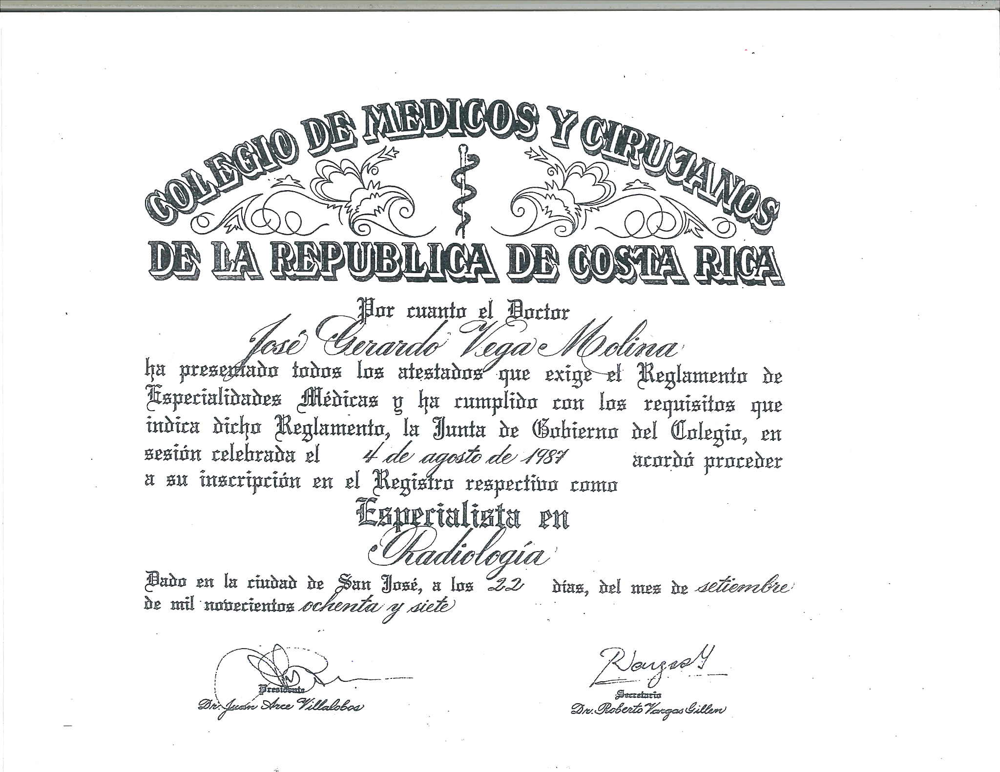 COLEGIO DE MEDICOS Y CIRUJANOS
DE LA REPUBLICA DE COSTA RICA
Por cuanto el Doctor
José Gerardo Vega Molina
ha presentado todos los atestados que exige el Reglamento de
Especialidades Médicas y ha cumplido con los requisitos que
indica dicho Reglamento, la Junta de Gobierno del Colegio, en
sesión celebrada el 4 de agosto de 1987 acordó proceder
a su inscripción en el Registro respectivo como
Especialista en
Radiología
Dado en la ciudad de San José, a los 22 días, del mes de setiembre
de mil novecientos ochenta y siete
RVargasG
Presidente
Secretario
Dr. Juan Arce Villalobos
Dr. Roberto Vargas Gillen